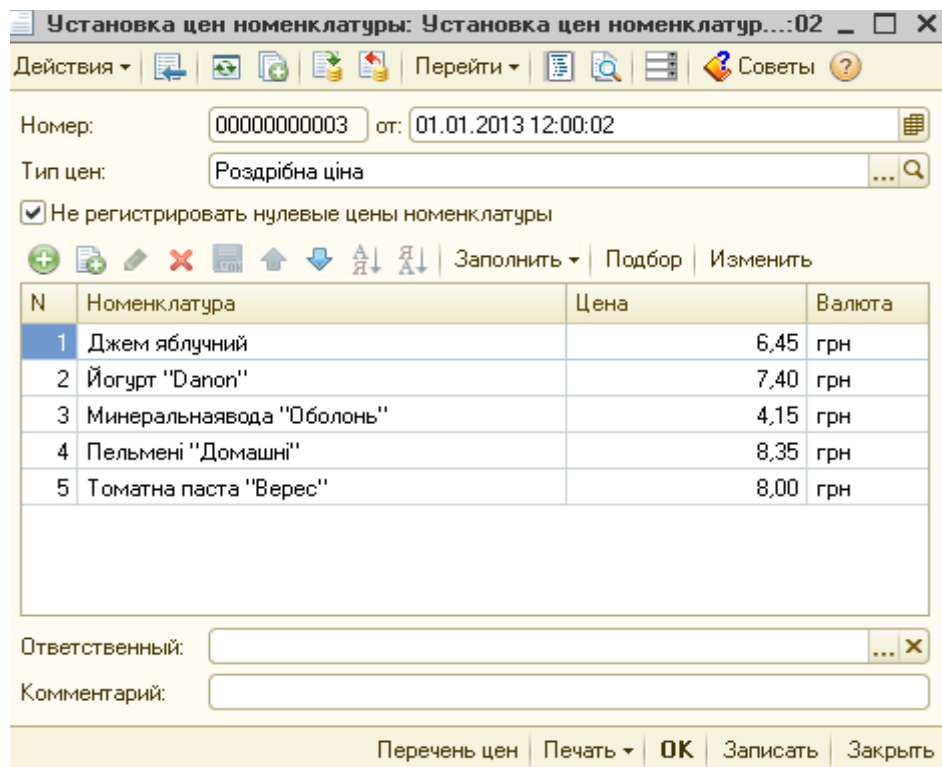 Установка цен номенклатуры: Установка цен номенклатур...:02
Действия Перейти Советы ?
Номер: 00000000003 от: 01.01.2013 12:00:02
Тип цен: Роздрібна ціна ...
Не регистрировать нулевые цены номенклатуры
Заполнить Подбор Изменить
N Номенклатура Цена Валюта
1 Джем яблучний 6,45 грн
2 Йогурт "Danon" 7,40 грн
3 Минеральнаявода "Оболонь" 4,15 грн
4 Пельмені "Домашні" 8,35 грн
5 Томатна паста "Верес" 8,00 грн
Ответственный: ...
Комментарий:
Перечень цен Печать OK Записать Закрыть